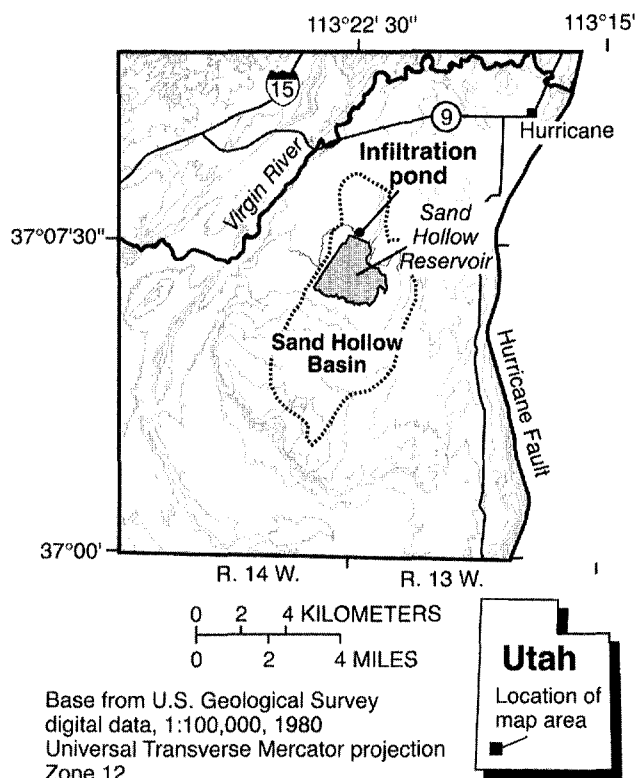 113°22' 30"
113°15'
15
9
Hurricane
Virgin River
Infiltration
pond
Sand
Hollow
Reservoir
37°07'30"
Sand Hollow
Basin
Hurricane Fault
37°00'
R. 14 W.
R. 13 W.
0 2 4 KILOMETERS
0 2 4 MILES
Utah
Location of
map area
Base from U.S. Geological Survey
digital data, 1:100,000, 1980
Universal Transverse Mercator projection
Zone 12